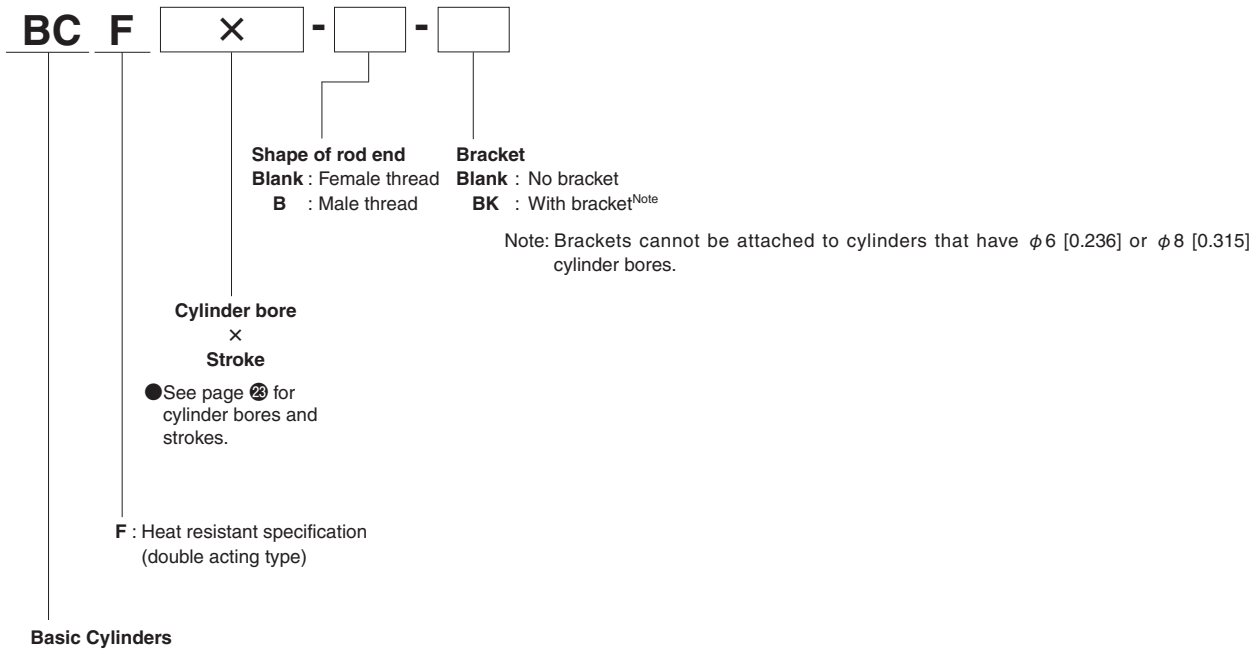 BC F × - -
Shape of rod end Bracket
Blank : Female thread Blank : No bracket
B : Male thread BK : With bracketNote
Note: Brackets cannot be attached to cylinders that have φ6 [0.236] or φ8 [0.315]
cylinder bores.
Cylinder bore
×
Stroke
●See page ㉓ for
cylinder bores and
strokes.
F : Heat resistant specification
(double acting type)
Basic Cylinders